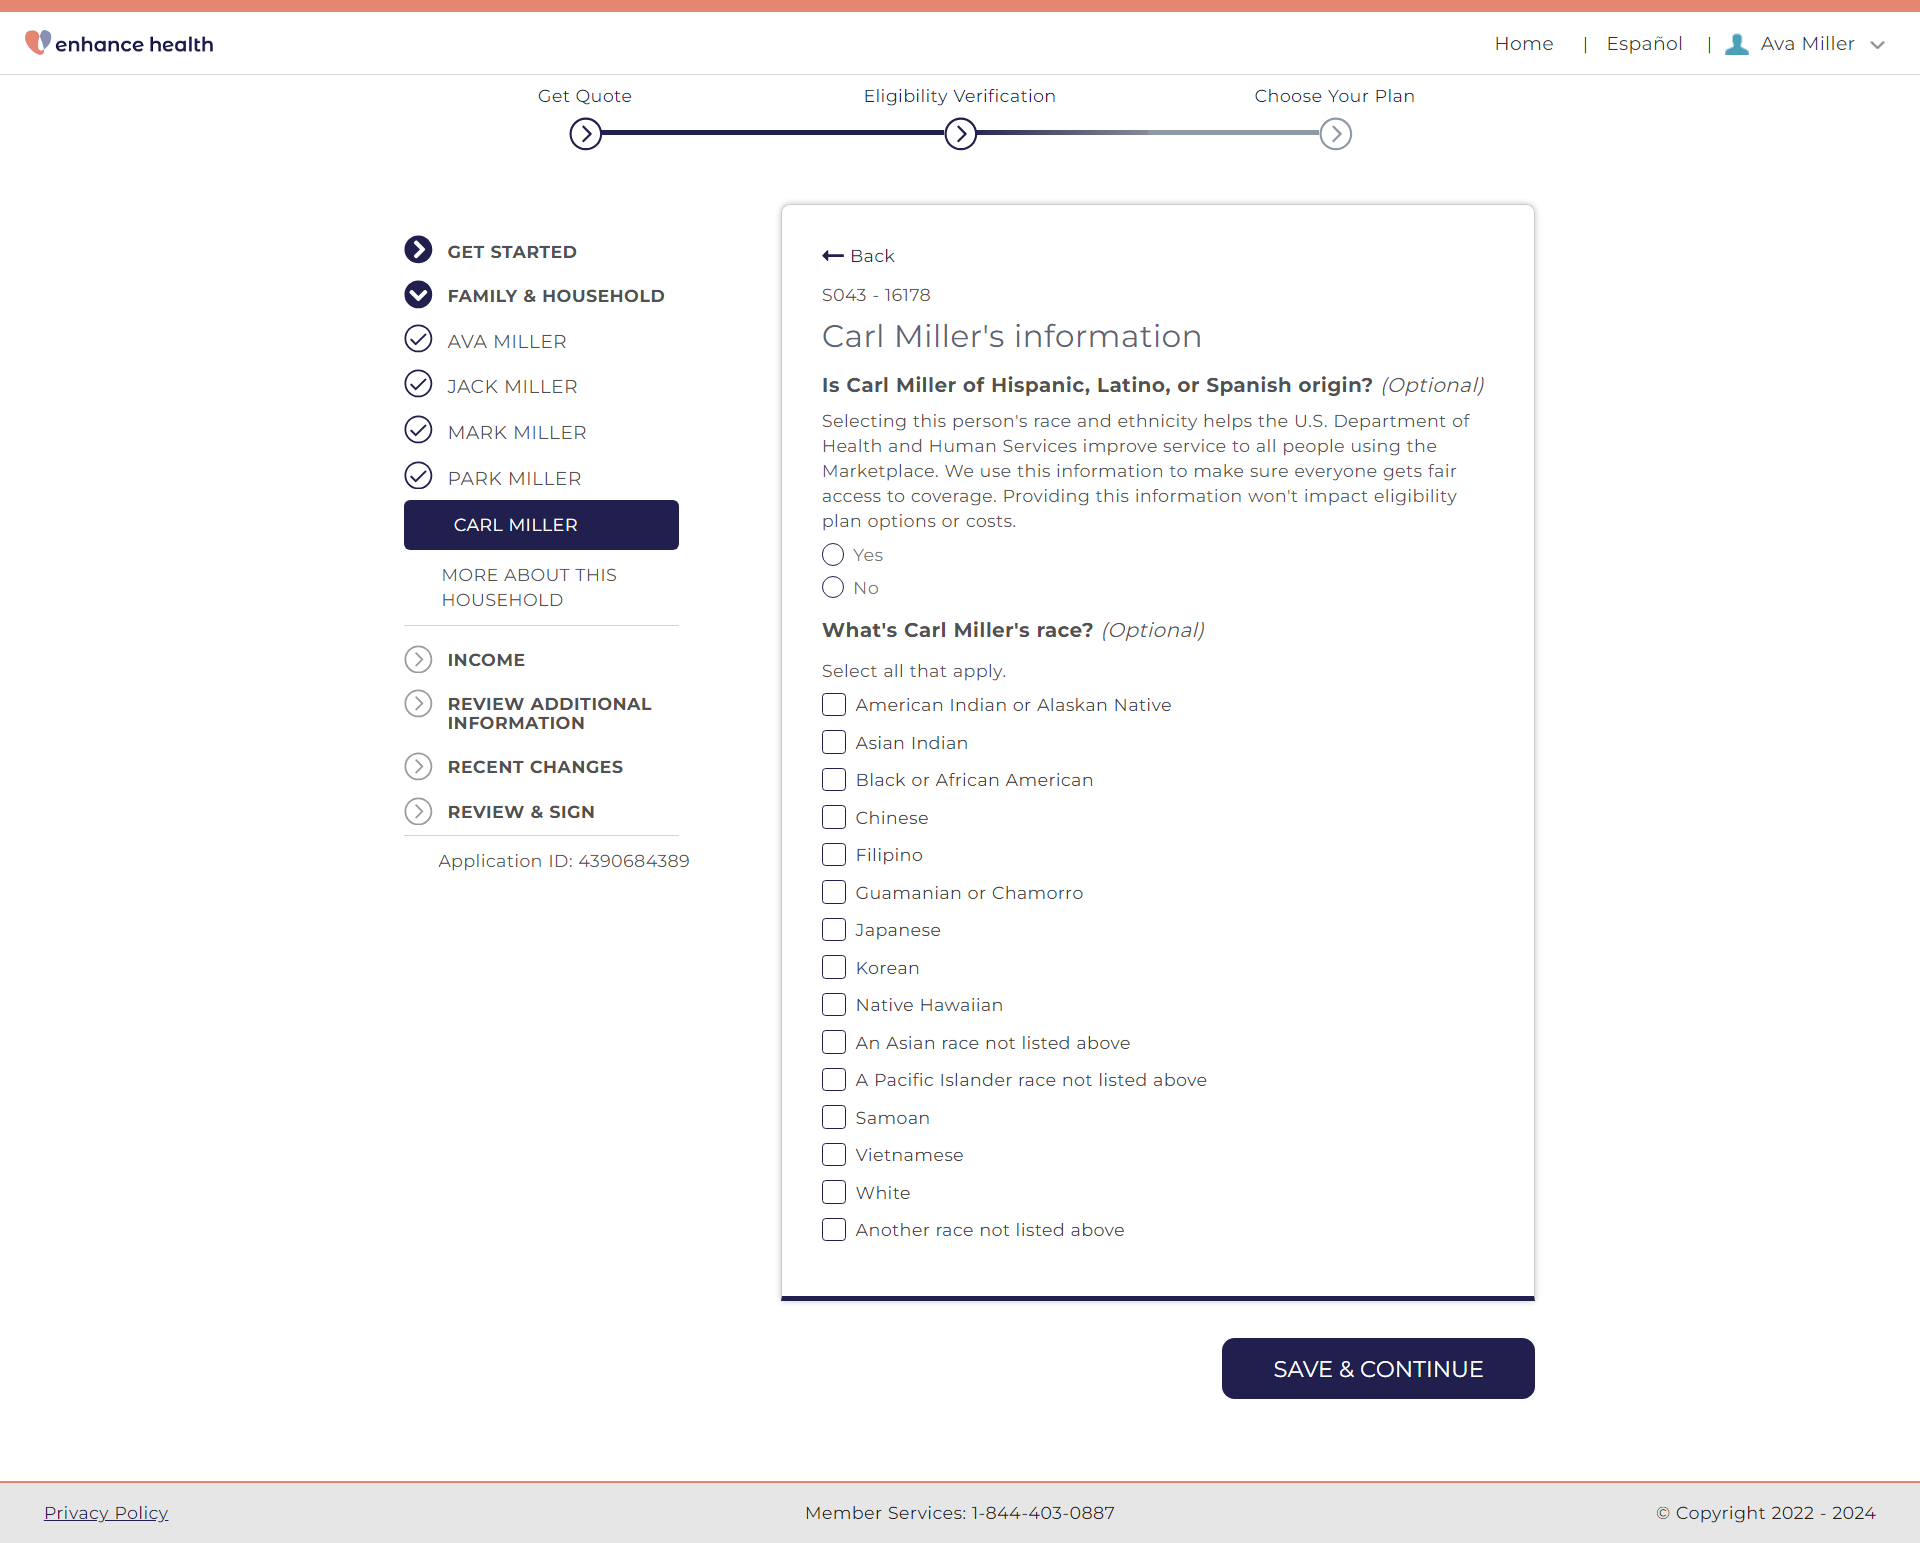 enhance health
Home | Español | Ava Miller
Get Quote
Eligibility Verification
Choose Your Plan
GET STARTED
FAMILY & HOUSEHOLD
AVA MILLER
JACK MILLER
MARK MILLER
PARK MILLER
CARL MILLER
MORE ABOUT THIS
HOUSEHOLD
INCOME
REVIEW ADDITIONAL
INFORMATION
RECENT CHANGES
REVIEW & SIGN
Application ID: 4390684389
Back
S043 - 16178
Carl Miller's information
Is Carl Miller of Hispanic, Latino, or Spanish origin? (Optional)
Selecting this person's race and ethnicity helps the U.S. Department of
Health and Human Services improve service to all people using the
Marketplace. We use this information to make sure everyone gets fair
access to coverage. Providing this information won't impact eligibility
plan options or costs.
Yes
No
What's Carl Miller's race? (Optional)
Select all that apply.
American Indian or Alaskan Native
Asian Indian
Black or African American
Chinese
Filipino
Guamanian or Chamorro
Japanese
Korean
Native Hawaiian
An Asian race not listed above
A Pacific Islander race not listed above
Samoan
Vietnamese
White
Another race not listed above
SAVE & CONTINUE
Privacy Policy
Member Services: 1-844-403-0887
© Copyright 2022 - 2024